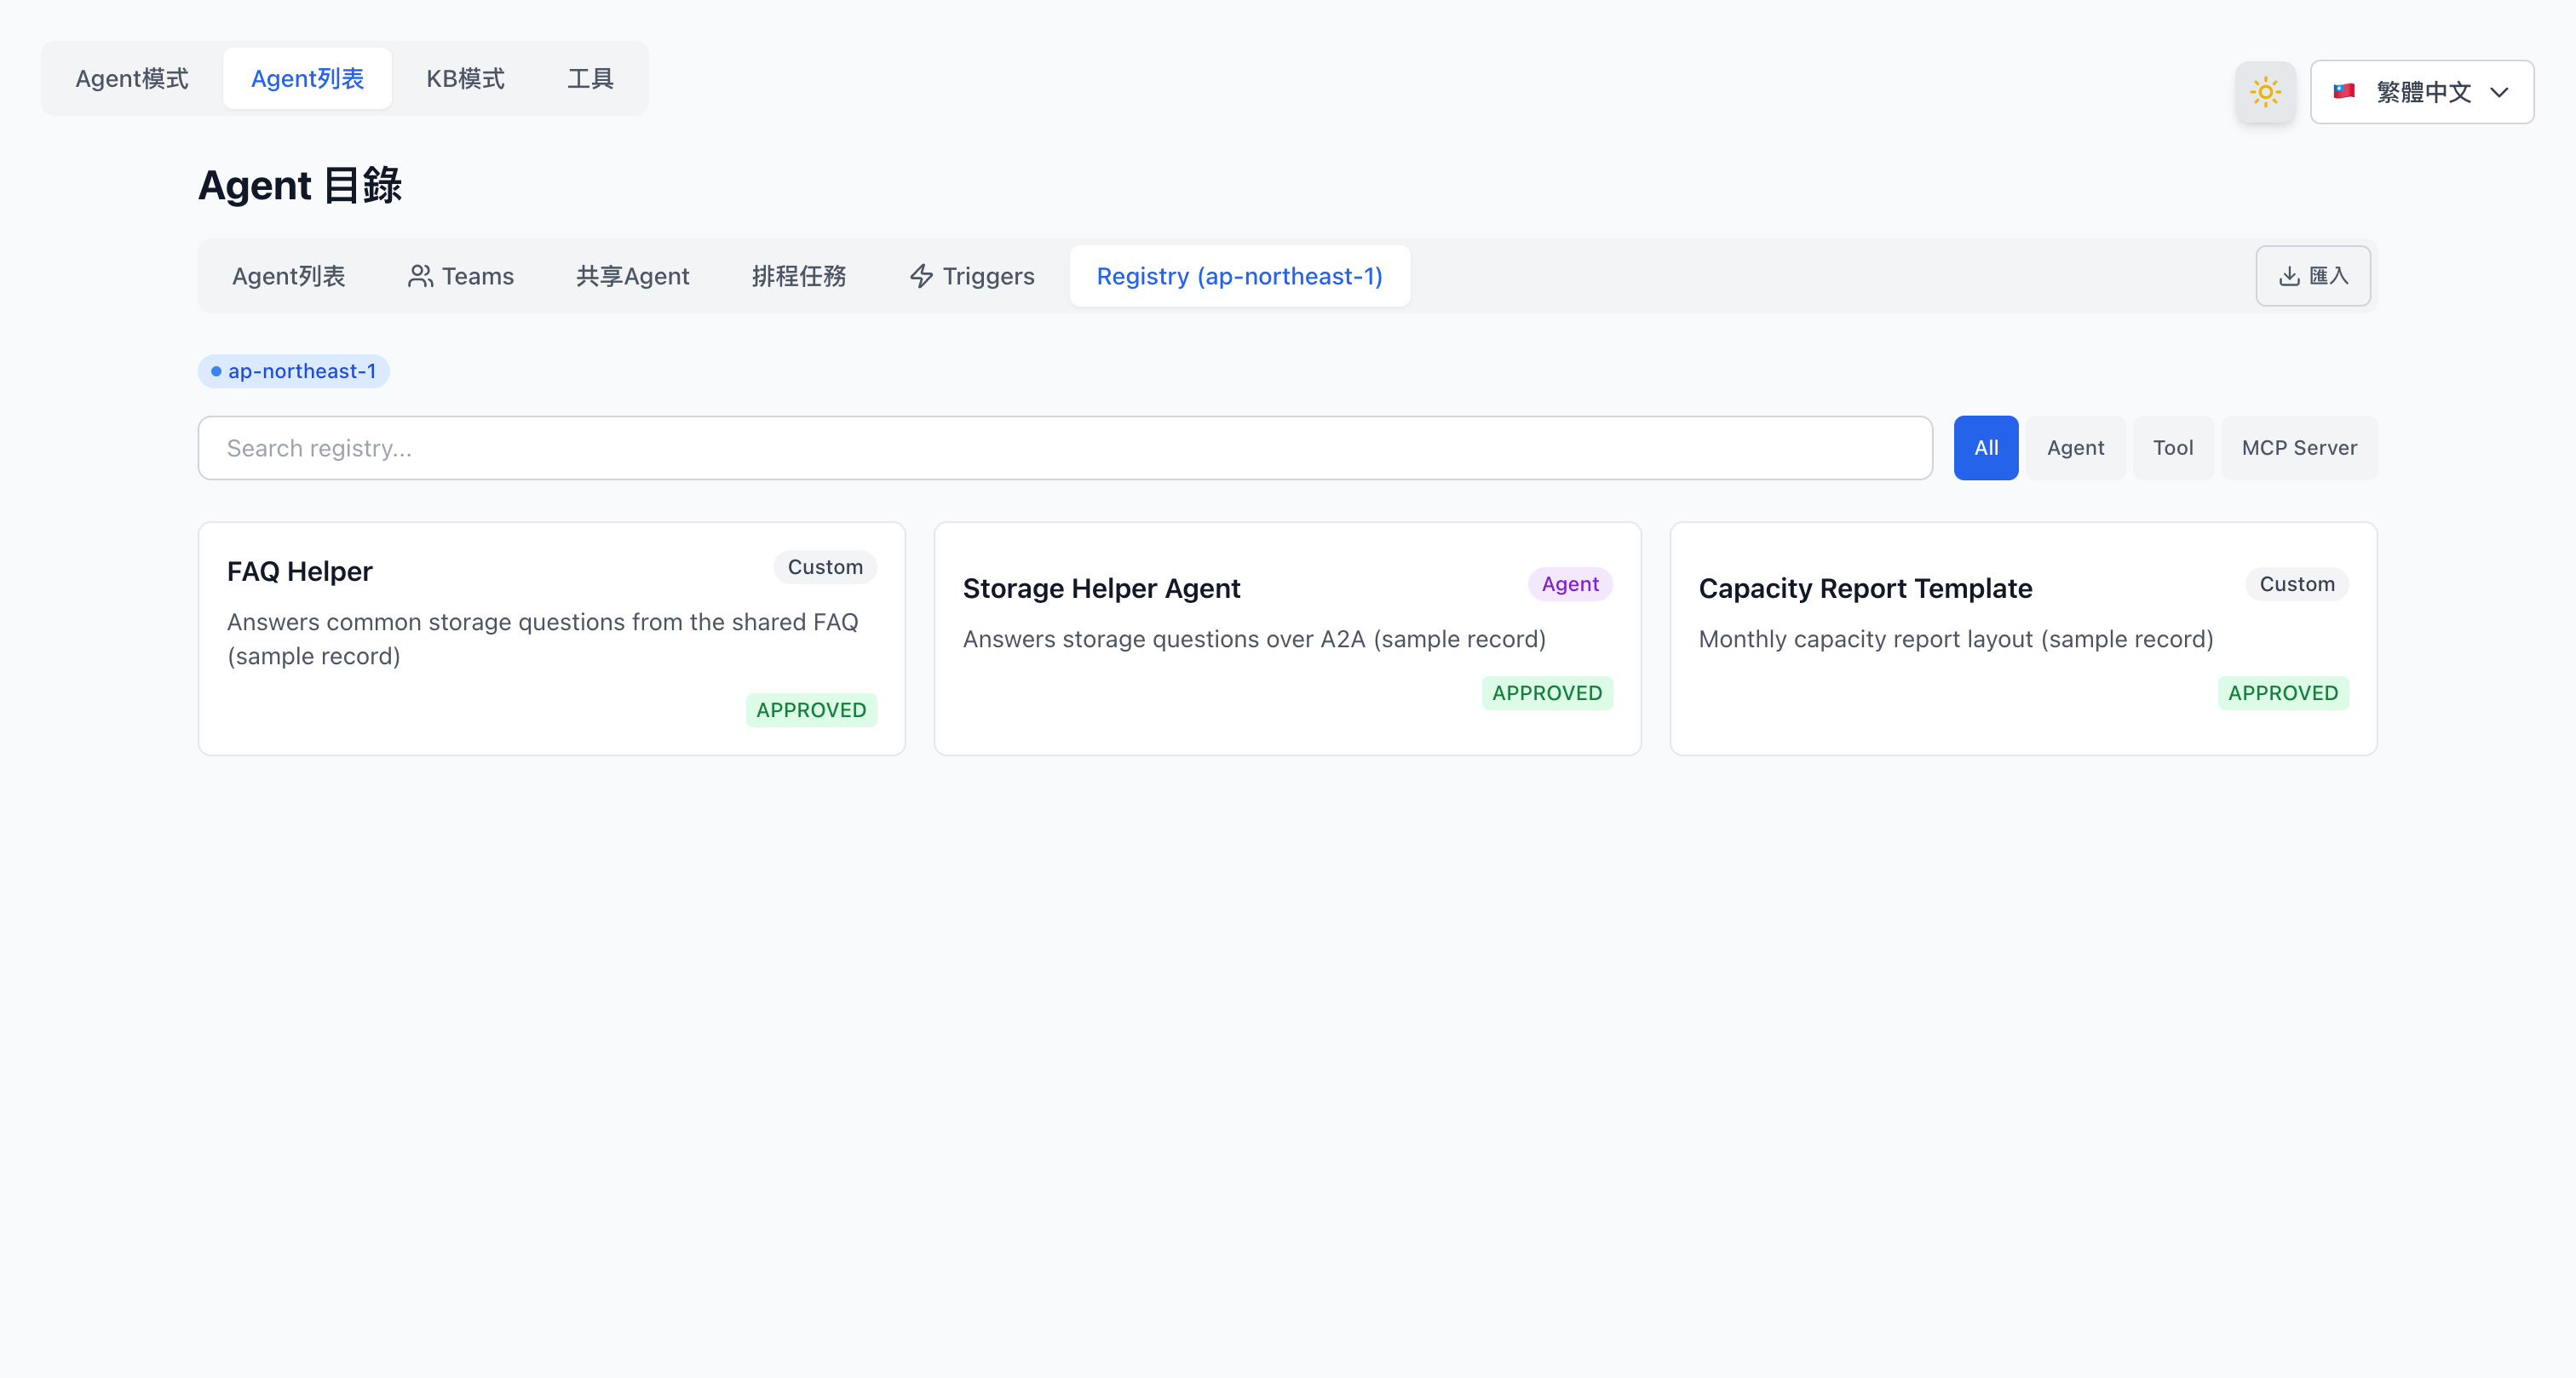 Agent模式
Agent列表
KB模式
工具
繁體中文
Agent 目錄
Agent列表
Teams
共享Agent
排程任務
Triggers
Registry (ap-northeast-1)
匯入
ap-northeast-1
Search registry...
All
Agent
Tool
MCP Server
FAQ Helper
Custom
Answers common storage questions from the shared FAQ
(sample record)
APPROVED
Storage Helper Agent
Agent
Answers storage questions over A2A (sample record)
APPROVED
Capacity Report Template
Custom
Monthly capacity report layout (sample record)
APPROVED